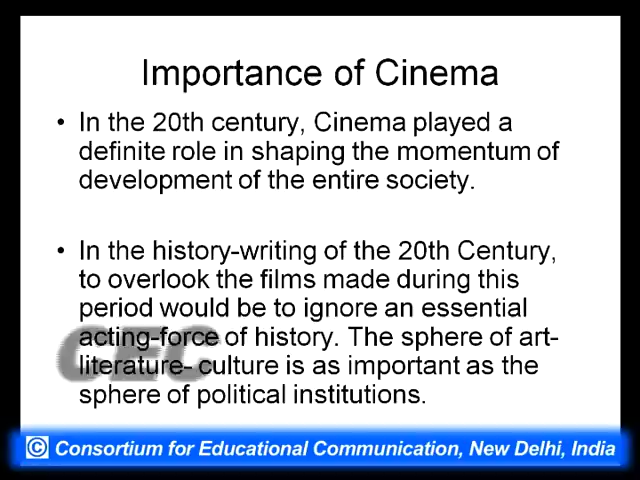 Importance of Cinema
• In the 20th century, Cinema played a
definite role in shaping the momentum of
development of the entire society.
• In the history-writing of the 20th Century,
to overlook the films made during this
period would be to ignore an essential
acting-force of history. The sphere of art-
literature- culture is as important as the
sphere of political institutions.
CEC
© Consortium for Educational Communication, New Delhi, India